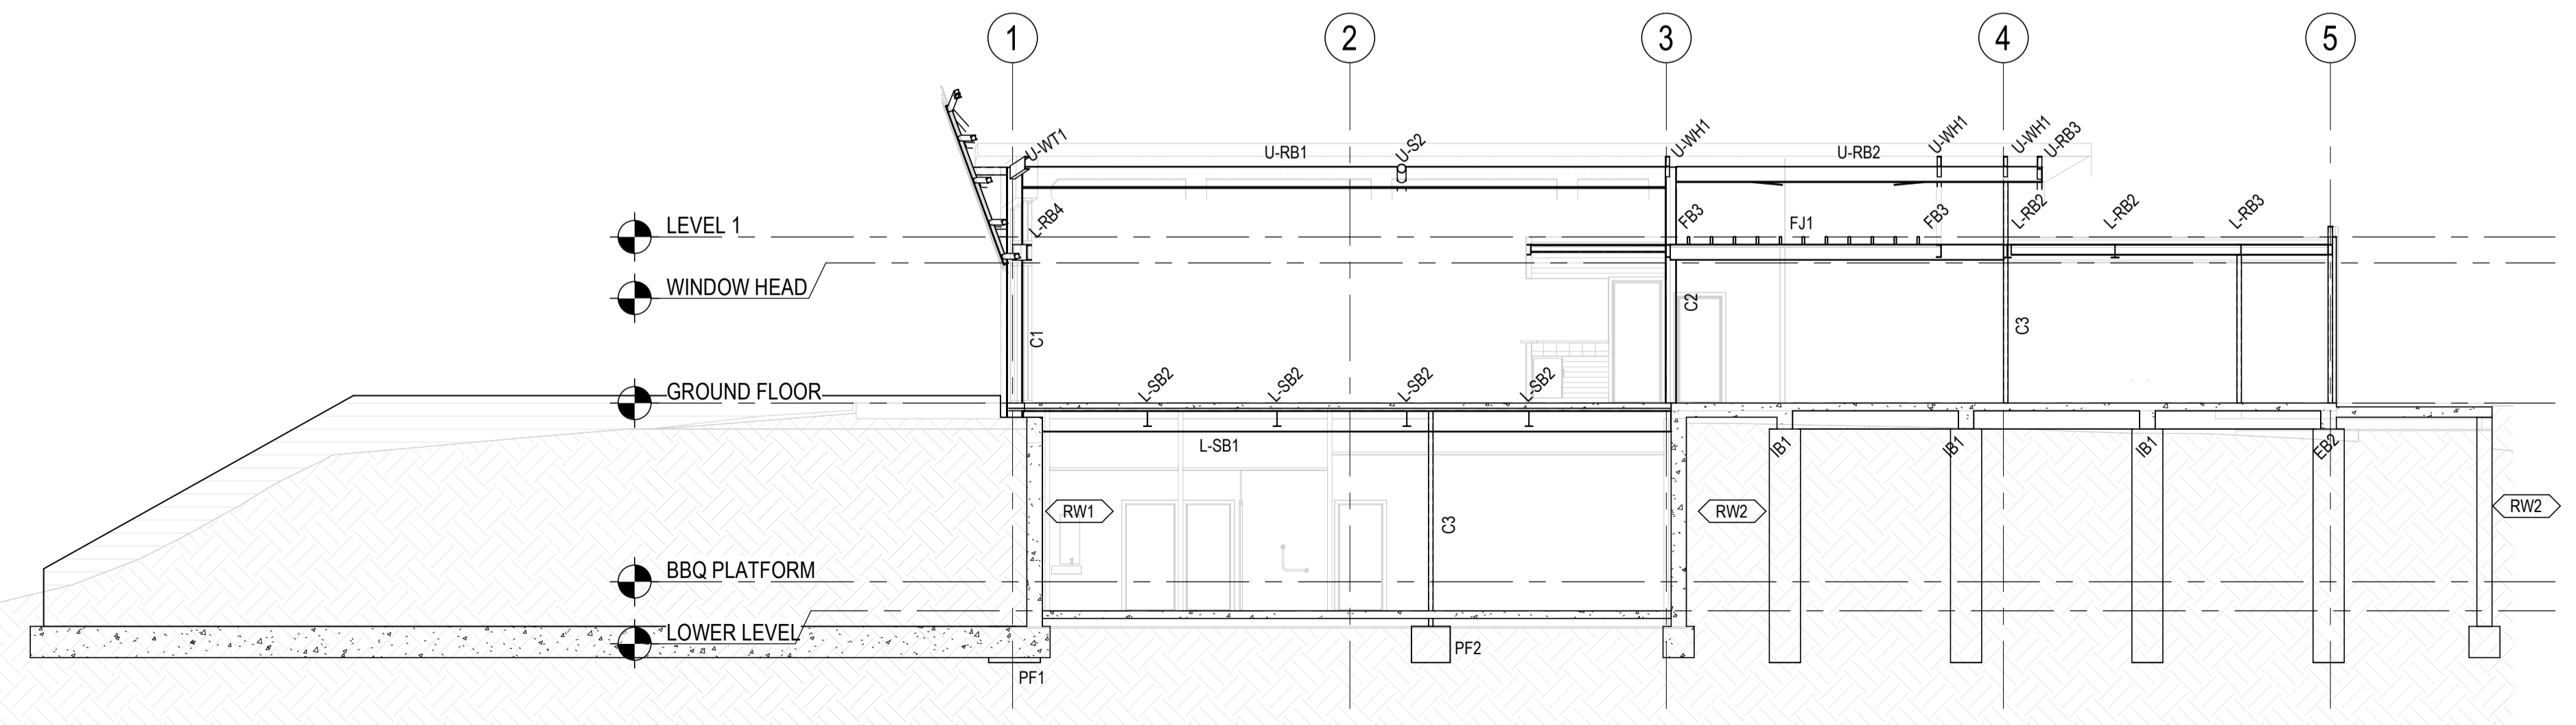 1
2
3
4
5
U-WT1
U-RB1
U-S2
U-WH1
U-RB2
U-WH1
U-WH1
U-RB3
LEVEL 1
L-RB4
FB3
FJ1
FB3
L-RB2
L-RB2
L-RB3
WINDOW HEAD
C1
C2
C3
GROUND FLOOR
L-SB2
L-SB2
L-SB2
L-SB2
L-SB1
IB1
IB1
IB1
EB2
RW1
C3
RW2
RW2
BBQ PLATFORM
LOWER LEVEL
PF1
PF2